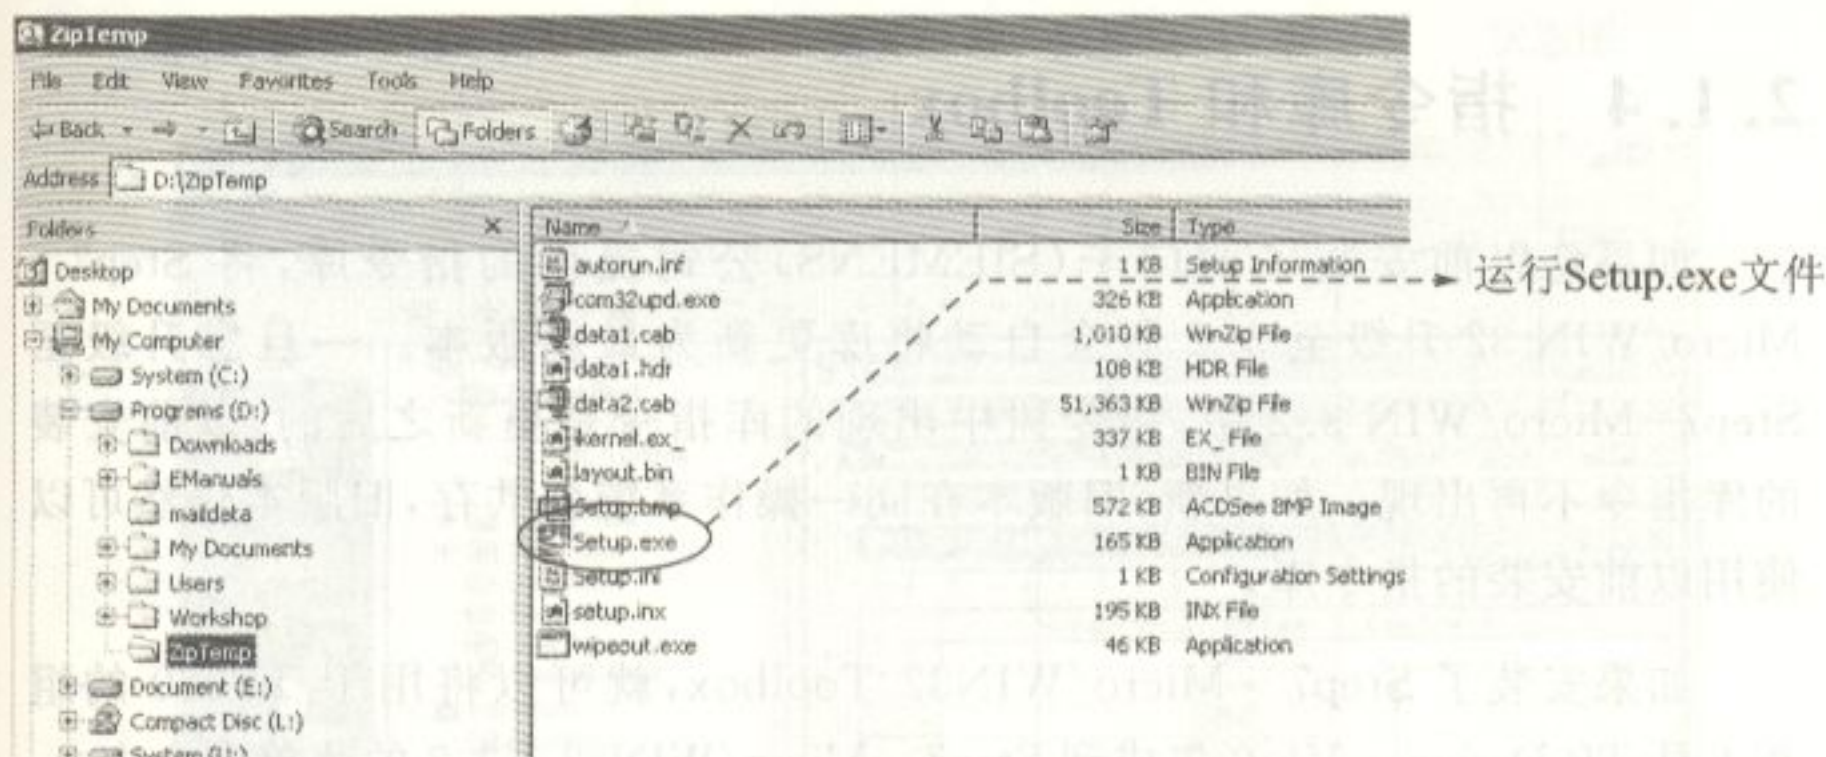 ZipTemp
File Edit View Favorites Tools Help
Back Search Folders
Address D:\ZipTemp
Folders Name Size Type
Desktop
My Documents
My Computer
System (C:)
Programs (D:)
Downloads
EManuals
maildata
My Documents
Users
Workshop
ZipTemp
Document (E:)
Compact Disc (L:)
autorun.inf 1 KB Setup Information
com32upd.exe 326 KB Application
data1.cab 1,010 KB WinZip File
data1.hdr 108 KB HDR File
data2.cab 51,363 KB WinZip File
ikernel.ex_ 337 KB EX_ File
layout.bin 1 KB BIN File
Setup.bmp 572 KB ACDSee BMP Image
Setup.exe 165 KB Application
Setup.ini 1 KB Configuration Settings
setup.inx 195 KB INX File
wipeout.exe 46 KB Application
运行Setup.exe文件